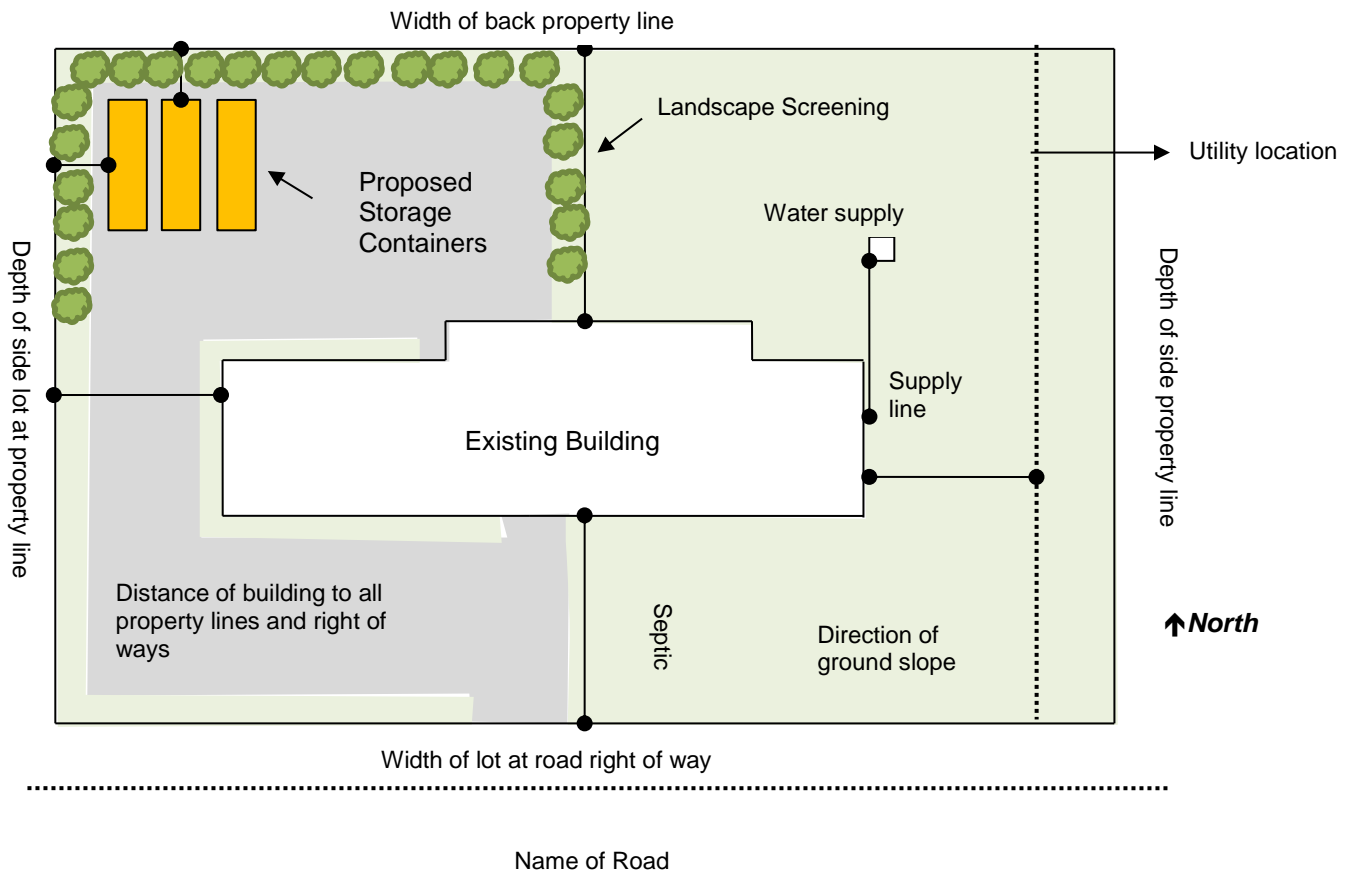 Width of back property line
Landscape Screening
Utility location
Proposed
Storage
Containers
Water supply
Depth of side lot at property line
Depth of side property line
Supply
line
Existing Building
Distance of building to all
property lines and right of
ways
Septic
Direction of
ground slope
North
Width of lot at road right of way
Name of Road